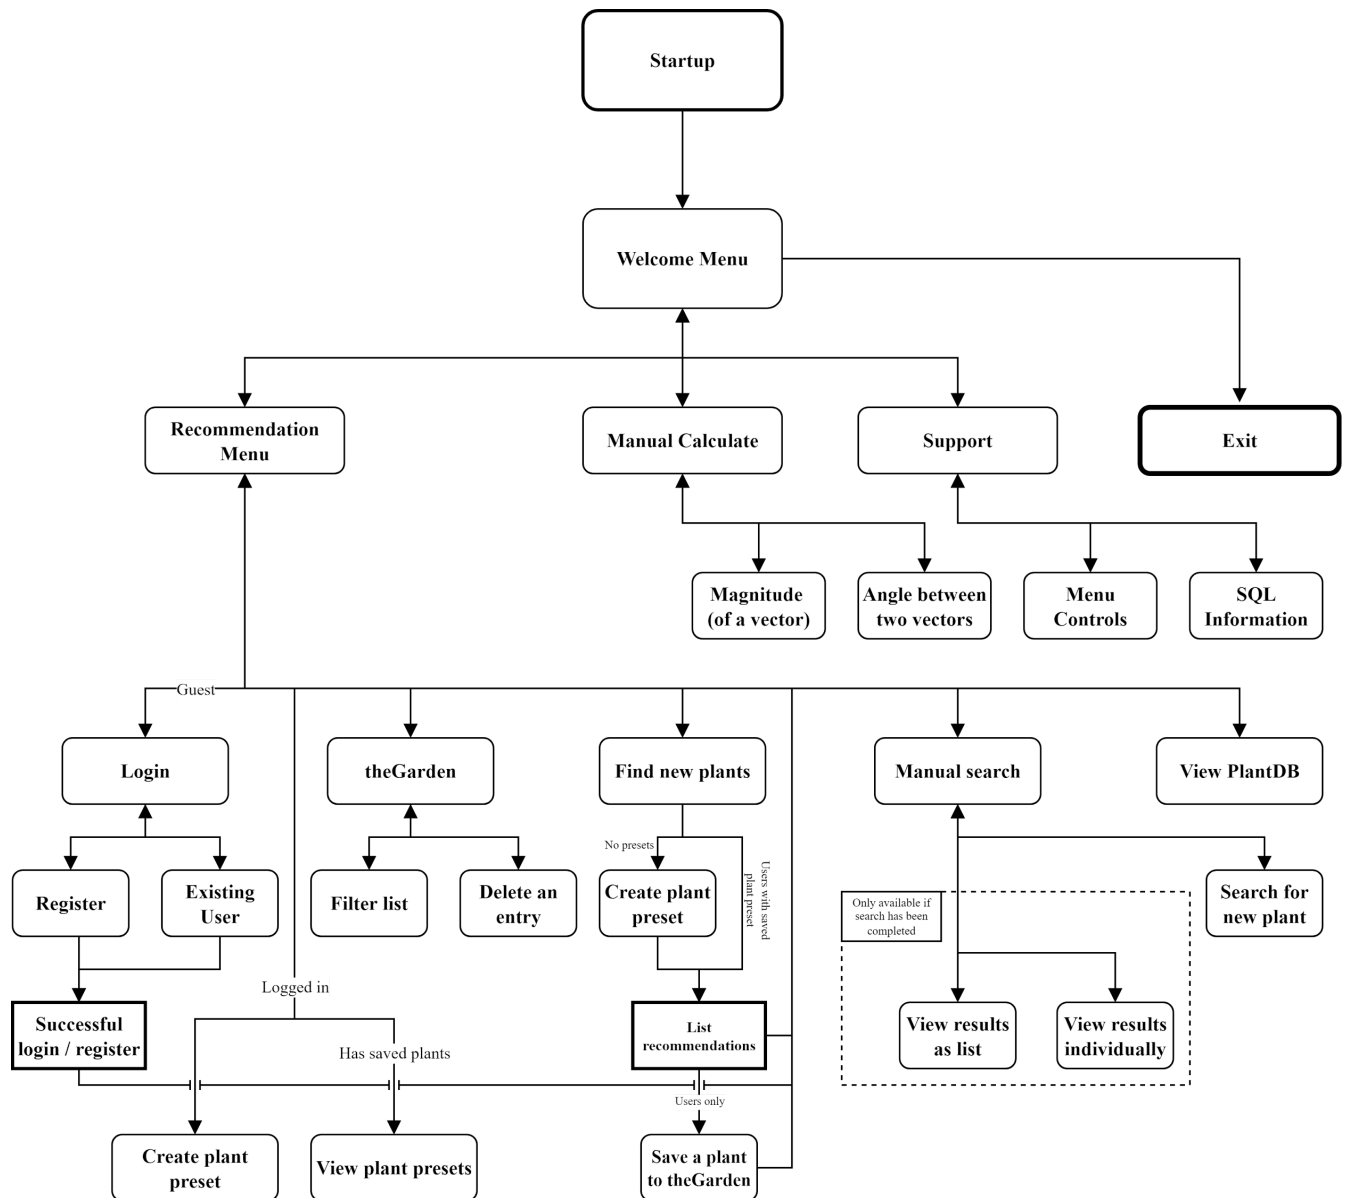 Startup
Welcome Menu
Recommendation
Menu
Manual Calculate
Support
Exit
Magnitude
(of a vector)
Angle between
two vectors
Menu
Controls
SQL
Information
Guest
Login
theGarden
Find new plants
Manual search
View PlantDB
No presets
Users with saved
plant preset
Register
Existing
User
Filter list
Delete an
entry
Create plant
preset
Only available if
search has been
completed
Search for
new plant
Logged in
Successful
login / register
Has saved plants
List
recommendations
View results
as list
View results
individually
Users only
Create plant
preset
View plant presets
Save a plant
to theGarden